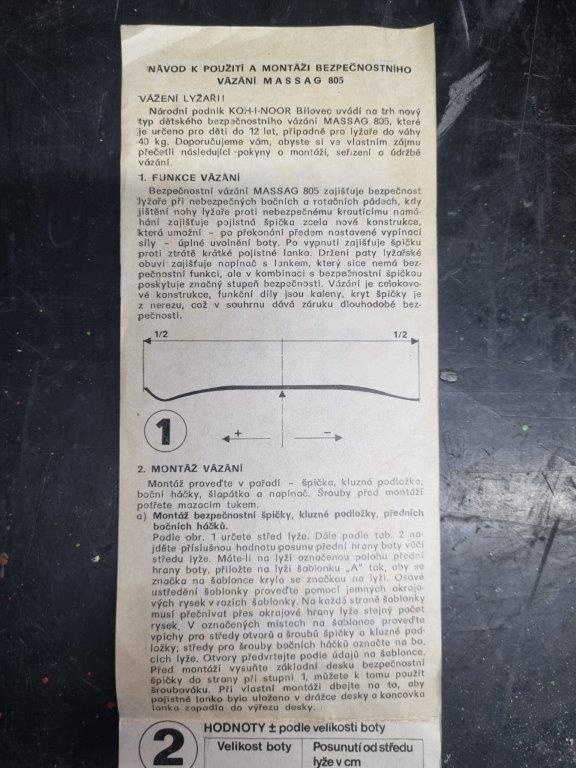 NÁVOD K POUŽITÍ A MONTÁŽI BEZPEČNOSTNÍHO
VÁZÁNÍ MASSAG 805
VÁŽENÍ LYŽAŘI!
Národní podnik KOH-I-NOOR Bílovec uvádí na trh nový
typ dětského bezpečnostního vázání MASSAG 805, které
je určeno pro děti do 12 let, případně pro lyžaře do váhy
40 kg. Doporučujeme vám, abyste si ve vlastním zájmu
přečetli následující pokyny o montáži, seřízení a údržbě
vázání.
1. FUNKCE VÁZÁNÍ
Bezpečnostní vázání MASSAG 805 zajišťuje bezpečnost
lyžaře při nebezpečných bočních a rotačních pádech, kdy
jištění nohy lyžaře proti nebezpečnému krouticímu namá-
hání zajišťuje pojistná špička zcela nové konstrukce,
která umožní – po překonání předem nastavené vypínací
síly – úplné uvolnění boty. Po vypnutí zajišťuje špičku
proti ztrátě krátké pojistné lanko. Držení paty lyžařské
obuvi zajišťuje napínač s lankem, který sice nemá bez-
pečnostní funkci, ale v kombinaci s bezpečnostní špičkou
poskytuje značný stupeň bezpečnosti. Vázání je celokovo-
vé konstrukce, funkční díly jsou kaleny, kryt špičky je
z nerezu, což v souhrnu dává záruku dlouhodobé bez-
pečnosti.
1/2 1/2
1 + −
2. MONTÁŽ VÁZÁNÍ
Montáž proveďte v pořadí – špička, kluzná podložka,
boční háčky, šlapátko a napínač. Šrouby před montáží
potřete mazacím tukem.
a) Montáž bezpečnostní špičky, kluzné podložky, předních
bočních háčků.
Podle obr. 1 určete střed lyže. Dále podle tab. 2 na-
jděte příslušnou hodnotu posunu přední hrany boty vůči
středu lyže. Máte-li na lyži označenou polohu přední
hrany boty, přiložte na lyži šablonku „A" tak, aby se
značka na šablonce kryla se značkou na lyži. Osové
ustředění šablonky proveďte pomocí jemných okrajo-
vých rysek v rozích šablonky. Na každé straně šablonky
musí přečnívat přes okrajové hrany lyže stejný počet
rysek. V označených místech na šablonce proveďte
vpichy pro středy otvorů a šroubů špičky a kluzné pod-
ložky; středy pro šrouby bočních háčků označte na bo-
cích lyže. Otvory předvrtejte podle údajů na šablonce.
Před montáží vysuňte základní desku bezpečnostní
špičky do strany při stupni 1, můžete k tomu použít
šroubováku. Při vlastní montáži dbejte na to, aby
pojistné lanko bylo uloženo v drážce desky a koncovka
lanka zapadla do výřezu desky.
2 HODNOTY ± podle velikosti boty
Velikost boty Posunutí od středu
lyže v cm